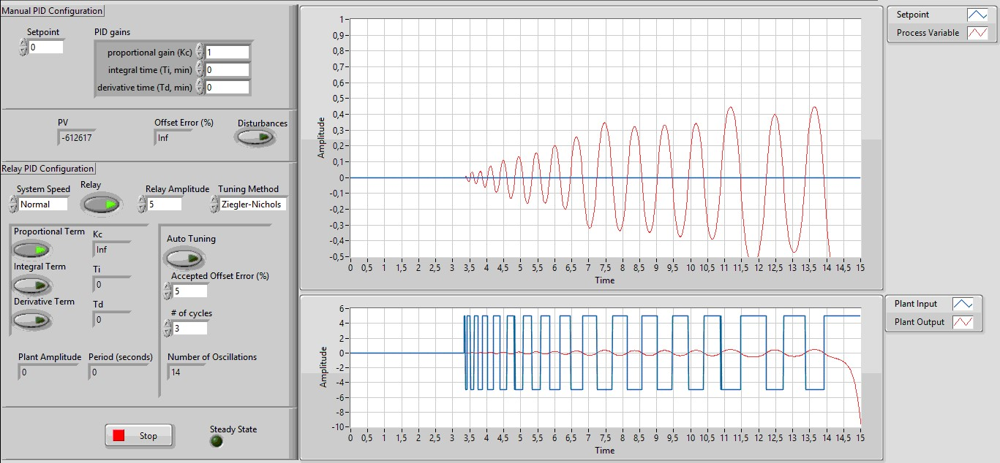 Manual PID Configuration
Setpoint
0
PID gains
proportional gain (Kc) 1
integral time (Ti, min) 0
derivative time (Td, min) 0
PV
-612617
Offset Error (%)
Inf
Disturbances
Relay PID Configuration
System Speed
Normal
Relay
Relay Amplitude
5
Tuning Method
Ziegler-Nichols
Proportional Term
Kc
Inf
Integral Term
Ti
0
Derivative Term
Td
0
Auto Tuning
Accepted Offset Error (%)
5
# of cycles
3
Plant Amplitude
0
Period (seconds)
0
Number of Oscillations
14
Stop
Steady State
Amplitude
1
0,9
0,8
0,7
0,6
0,5
0,4
0,3
0,2
0,1
0
-0,1
-0,2
-0,3
-0,4
-0,5
0 0,5 1 1,5 2 2,5 3 3,5 4 4,5 5 5,5 6 6,5 7 7,5 8 8,5 9 9,5 10 10,5 11 11,5 12 12,5 13 13,5 14 14,5 15
Time
Setpoint
Process Variable
Amplitude
6
4
2
0
-2
-4
-6
-8
-10
0 0,5 1 1,5 2 2,5 3 3,5 4 4,5 5 5,5 6 6,5 7 7,5 8 8,5 9 9,5 10 10,5 11 11,5 12 12,5 13 13,5 14 14,5 15
Time
Plant Input
Plant Output